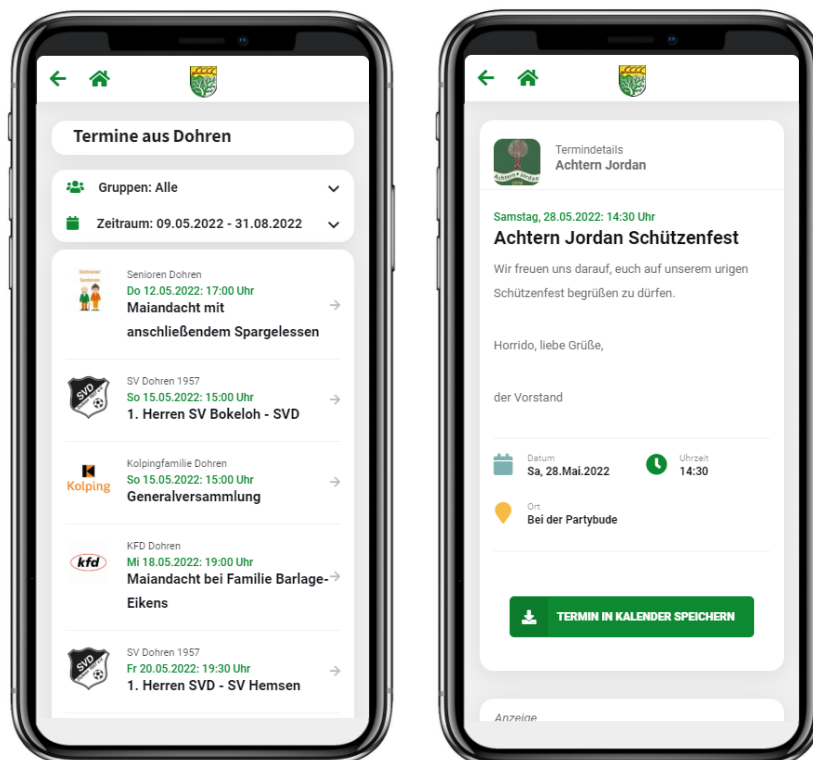 Termine aus Dohren
Gruppen: Alle
Zeitraum: 09.05.2022 - 31.08.2022
Senioren Dohren
Do 12.05.2022: 17:00 Uhr
Maiandacht mit
anschließendem Spargelessen
SVD
SV Dohren 1957
So 15.05.2022: 15:00 Uhr
1. Herren SV Bokeloh - SVD
Kolping
Kolpingfamilie Dohren
So 15.05.2022: 15:00 Uhr
Generalversammlung
kfd
KFD Dohren
Mi 18.05.2022: 19:00 Uhr
Maiandacht bei Familie Barlage-
Eikens
SVD
SV Dohren 1957
Fr 20.05.2022: 19:30 Uhr
1. Herren SVD - SV Hemsen
Achtern Jordan
Termindetails
Achtern Jordan
Samstag, 28.05.2022: 14:30 Uhr
Achtern Jordan Schützenfest
Wir freuen uns darauf, euch auf unserem urigen
Schützenfest begrüßen zu dürfen.
Horrido, liebe Grüße,
der Vorstand
Datum
Sa, 28.Mai.2022
Uhrzeit
14:30
Ort
Bei der Partybude
TERMIN IN KALENDER SPEICHERN
Anzeige